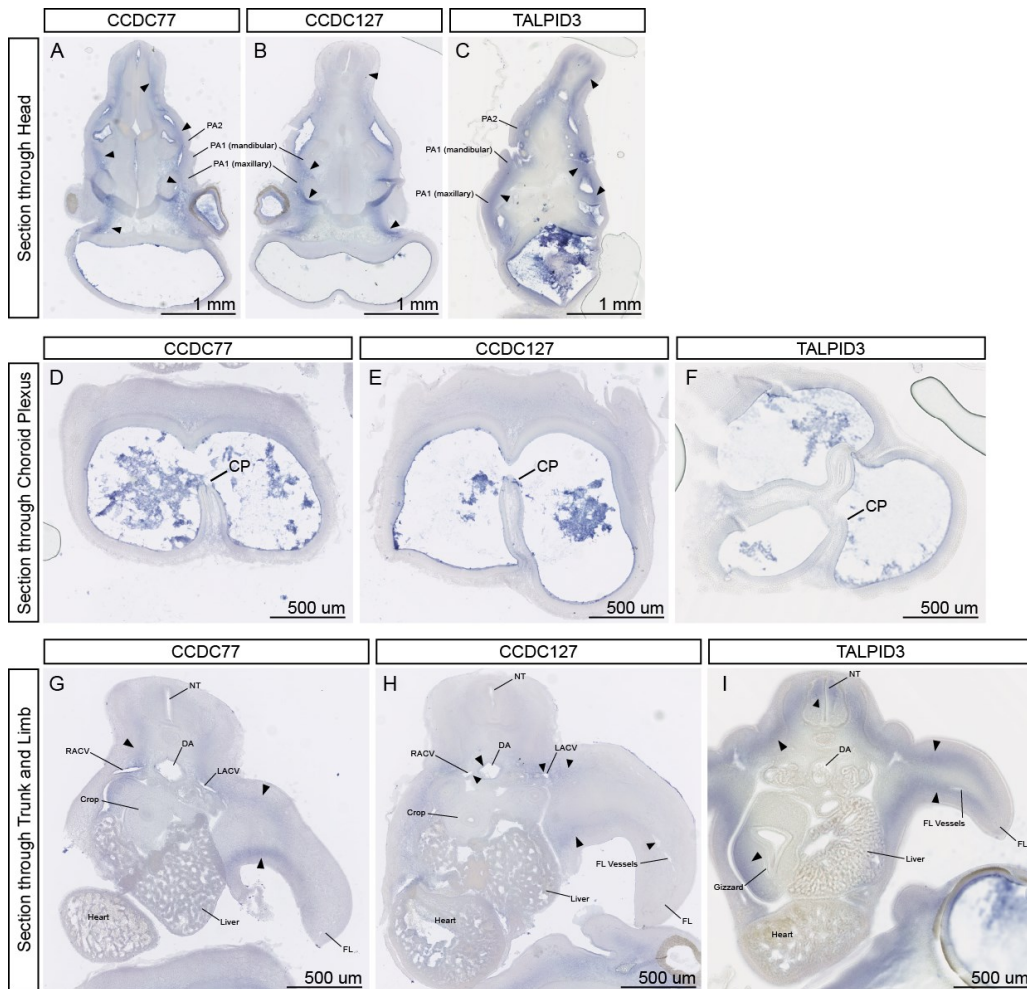 CCDC77
CCDC127
TALPID3
Section through Head
A
PA2
PA1 (mandibular)
PA1 (maxillary)
1 mm
B
1 mm
C
PA2
PA1 (mandibular)
PA1 (maxillary)
1 mm
CCDC77
CCDC127
TALPID3
Section through Choroid Plexus
D
CP
500 um
E
CP
500 um
F
CP
500 um
CCDC77
CCDC127
TALPID3
Section through Trunk and Limb
G
NT
RACV
DA
LACV
Crop
Heart
Liver
FL
500 um
H
NT
RACV
DA
LACV
Crop
FL Vessels
Liver
Heart
FL
500 um
I
NT
DA
FL Vessels
FL
Liver
Gizzard
Heart
500 um